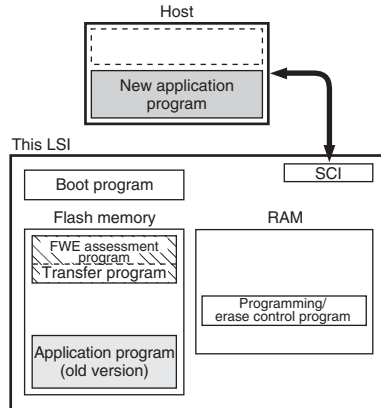 Host
New application
program
This LSI
SCI
Boot program
Flash memory
RAM
FWE assessment
program
Transfer program
Programming/
erase control program
Application program
(old version)